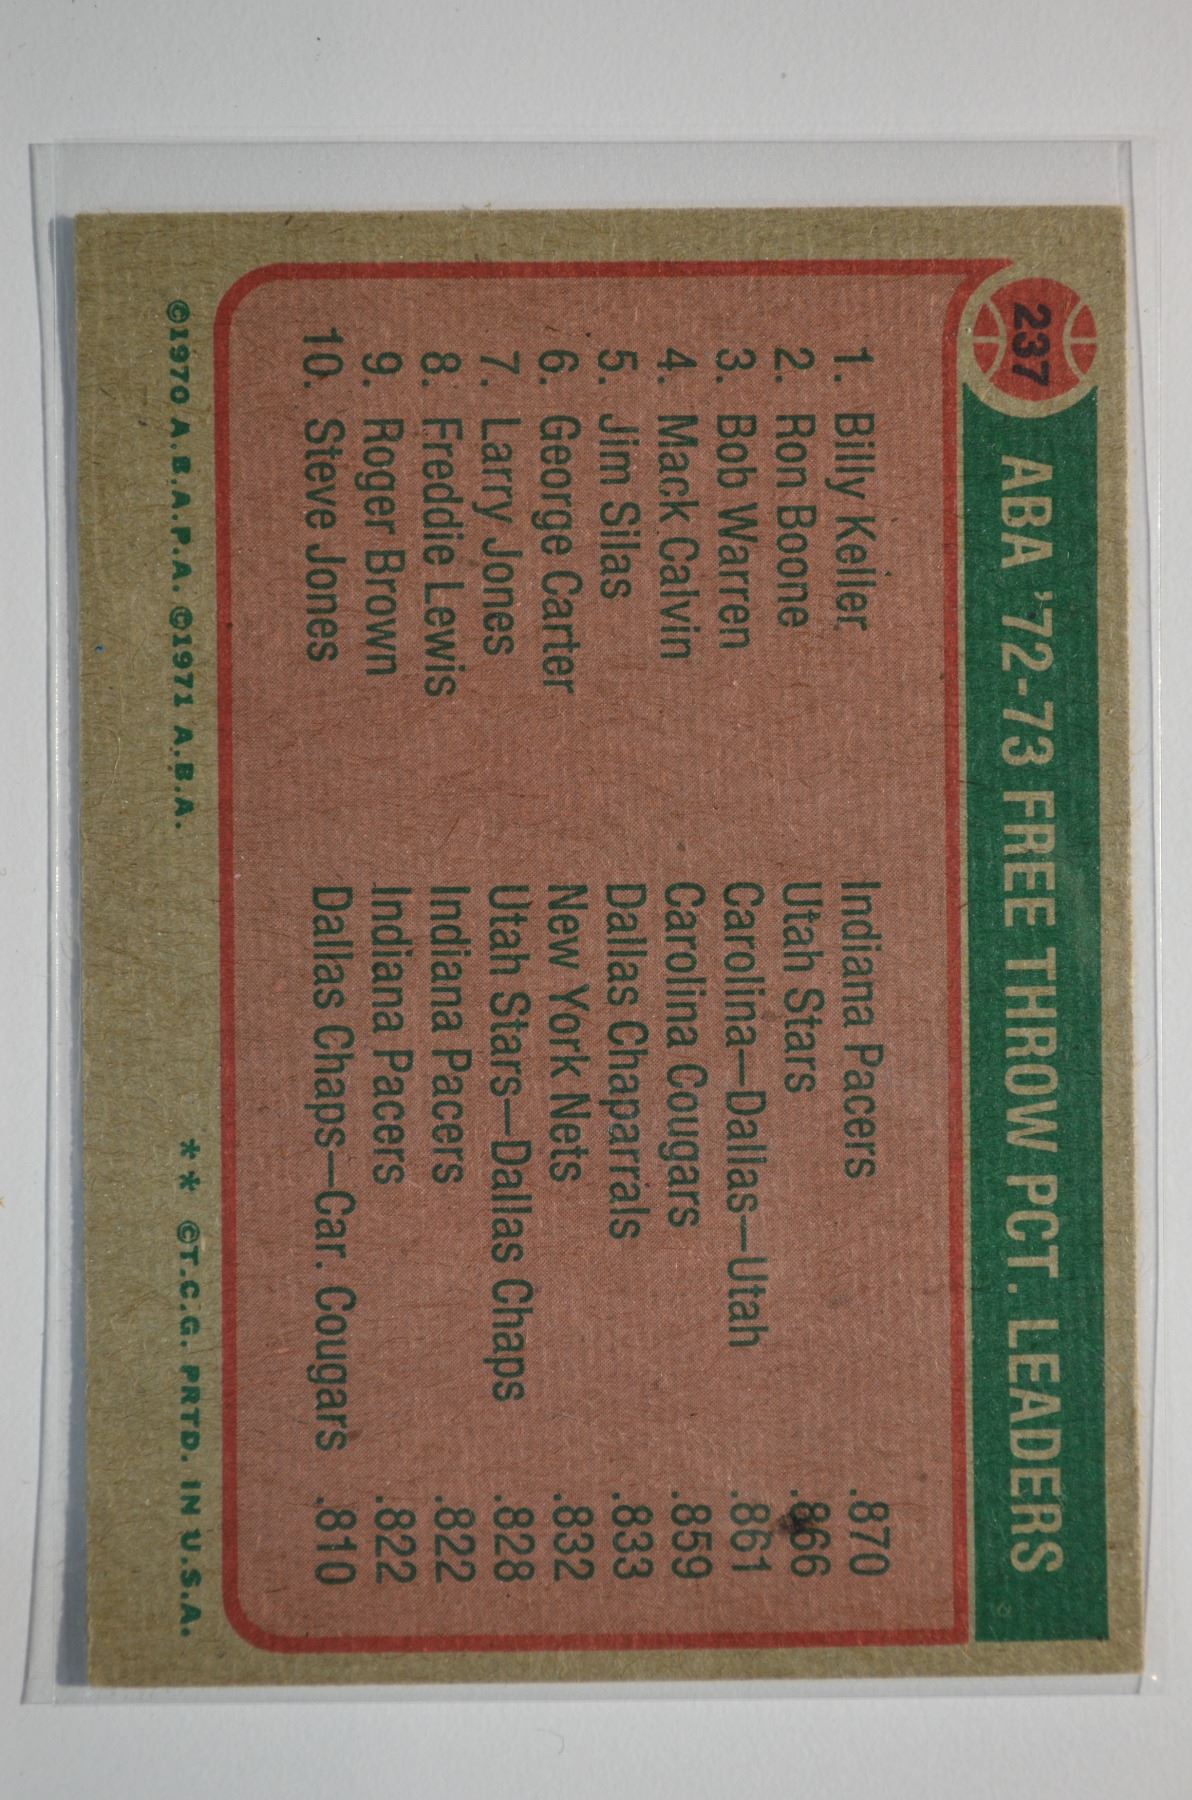 237
ABA '72-73 FREE THROW PCT. LEADERS
1. Billy Keller Indiana Pacers .870
2. Ron Boone Utah Stars .866
3. Bob Warren Carolina—Dallas—Utah .861
4. Mack Calvin Carolina Cougars .859
5. Jim Silas Dallas Chaparrals .833
6. George Carter New York Nets .832
7. Larry Jones Utah Stars—Dallas Chaps .828
8. Freddie Lewis Indiana Pacers .822
9. Roger Brown Indiana Pacers .822
10. Steve Jones Dallas Chaps—Car. Cougars .810
©1970 A.B.A.P.A. ©1971 A.B.A. ** ©T.C.G. PRTD. IN U.S.A.